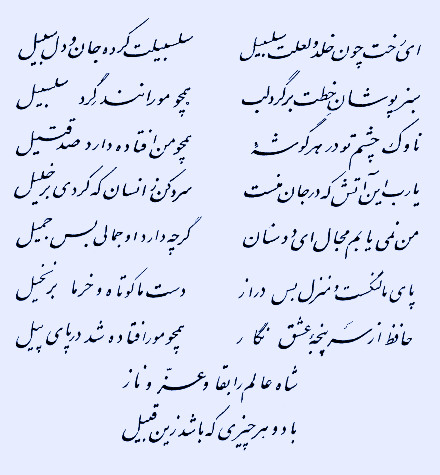 ای رخت چون خلد و لعلت سلسبیل سلسبیلت کرده جان و دل سبیل
سبزپوشان خطت بر گرد لب همچو مورانند گرد سلسبیل
ناوک چشم تو در هر گوشه‌ای همچو من افتاده دارد صد قتیل
یا رب این آتش که در جان منست سرد کن زانسان که کردی بر خلیل
من نمی‌یابم مجال ای دوستان گرچه دارد او جمالی بس جمیل
پای ما لنگست و منزل بس دراز دست ما کوتاه و خرما بر نخیل
حافظ از سرپنجه عشق نگار همچو مور افتاده شد در پای پیل
شاه عالم را بقا و عز و ناز
باد و هر چیزی که باشد زین قبیل